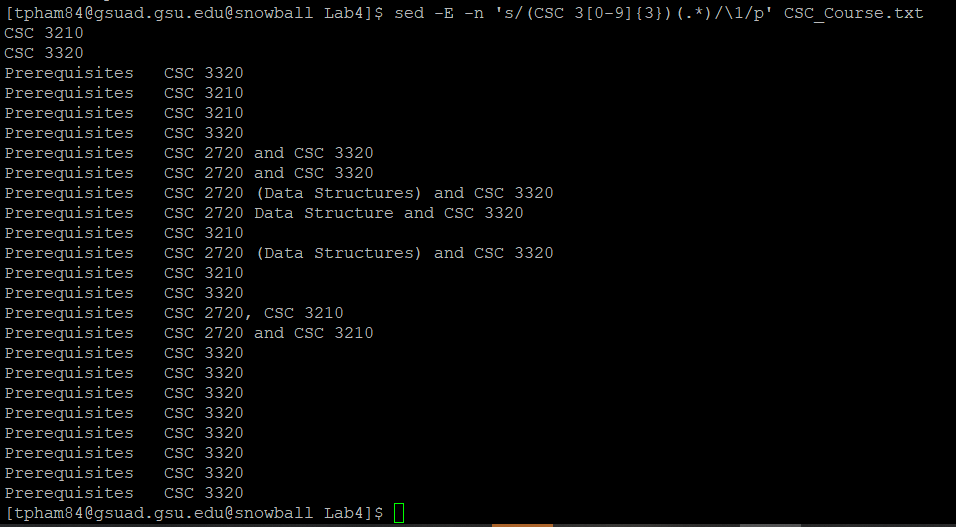 [tpham84@gsuad.gsu.edu@snowball Lab4]$ sed -E -n 's/(CSC 3[0-9]{3})(.*)/\1/p' CSC_Course.txt
CSC 3210
CSC 3320
Prerequisites   CSC 3320
Prerequisites   CSC 3210
Prerequisites   CSC 3210
Prerequisites   CSC 3320
Prerequisites   CSC 2720 and CSC 3320
Prerequisites   CSC 2720 and CSC 3320
Prerequisites   CSC 2720 (Data Structures) and CSC 3320
Prerequisites   CSC 2720 Data Structure and CSC 3320
Prerequisites   CSC 3210
Prerequisites   CSC 2720 (Data Structures) and CSC 3320
Prerequisites   CSC 3210
Prerequisites   CSC 3320
Prerequisites   CSC 2720, CSC 3210
Prerequisites   CSC 2720 and CSC 3210
Prerequisites   CSC 3320
Prerequisites   CSC 3320
Prerequisites   CSC 3320
Prerequisites   CSC 3320
Prerequisites   CSC 3320
Prerequisites   CSC 3320
Prerequisites   CSC 3320
Prerequisites   CSC 3320
[tpham84@gsuad.gsu.edu@snowball Lab4]$